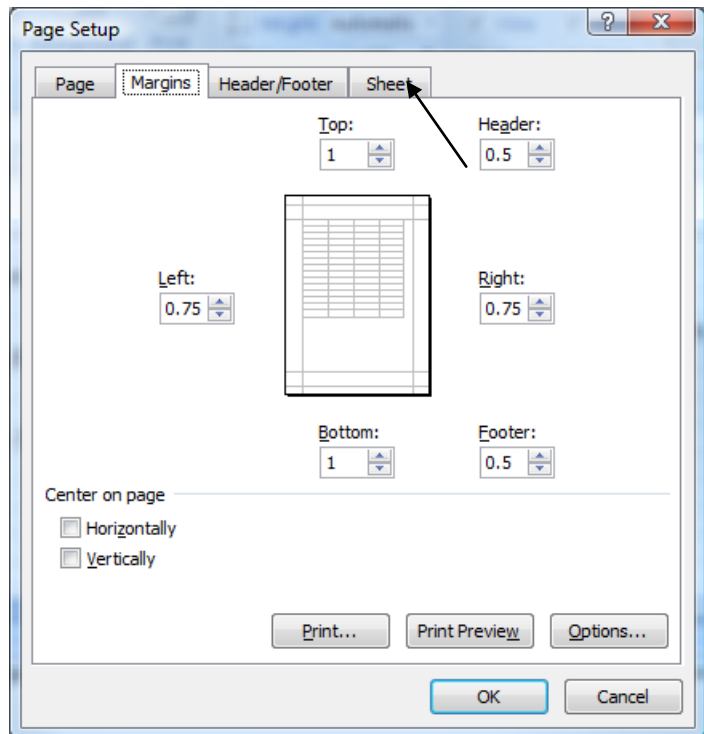 Page Setup
? X
Page Margins Header/Footer Sheet
Top: Header:
1 0.5
Left: Right:
0.75 0.75
Bottom: Footer:
1 0.5
Center on page
Horizontally
Vertically
Print... Print Preview Options...
OK Cancel